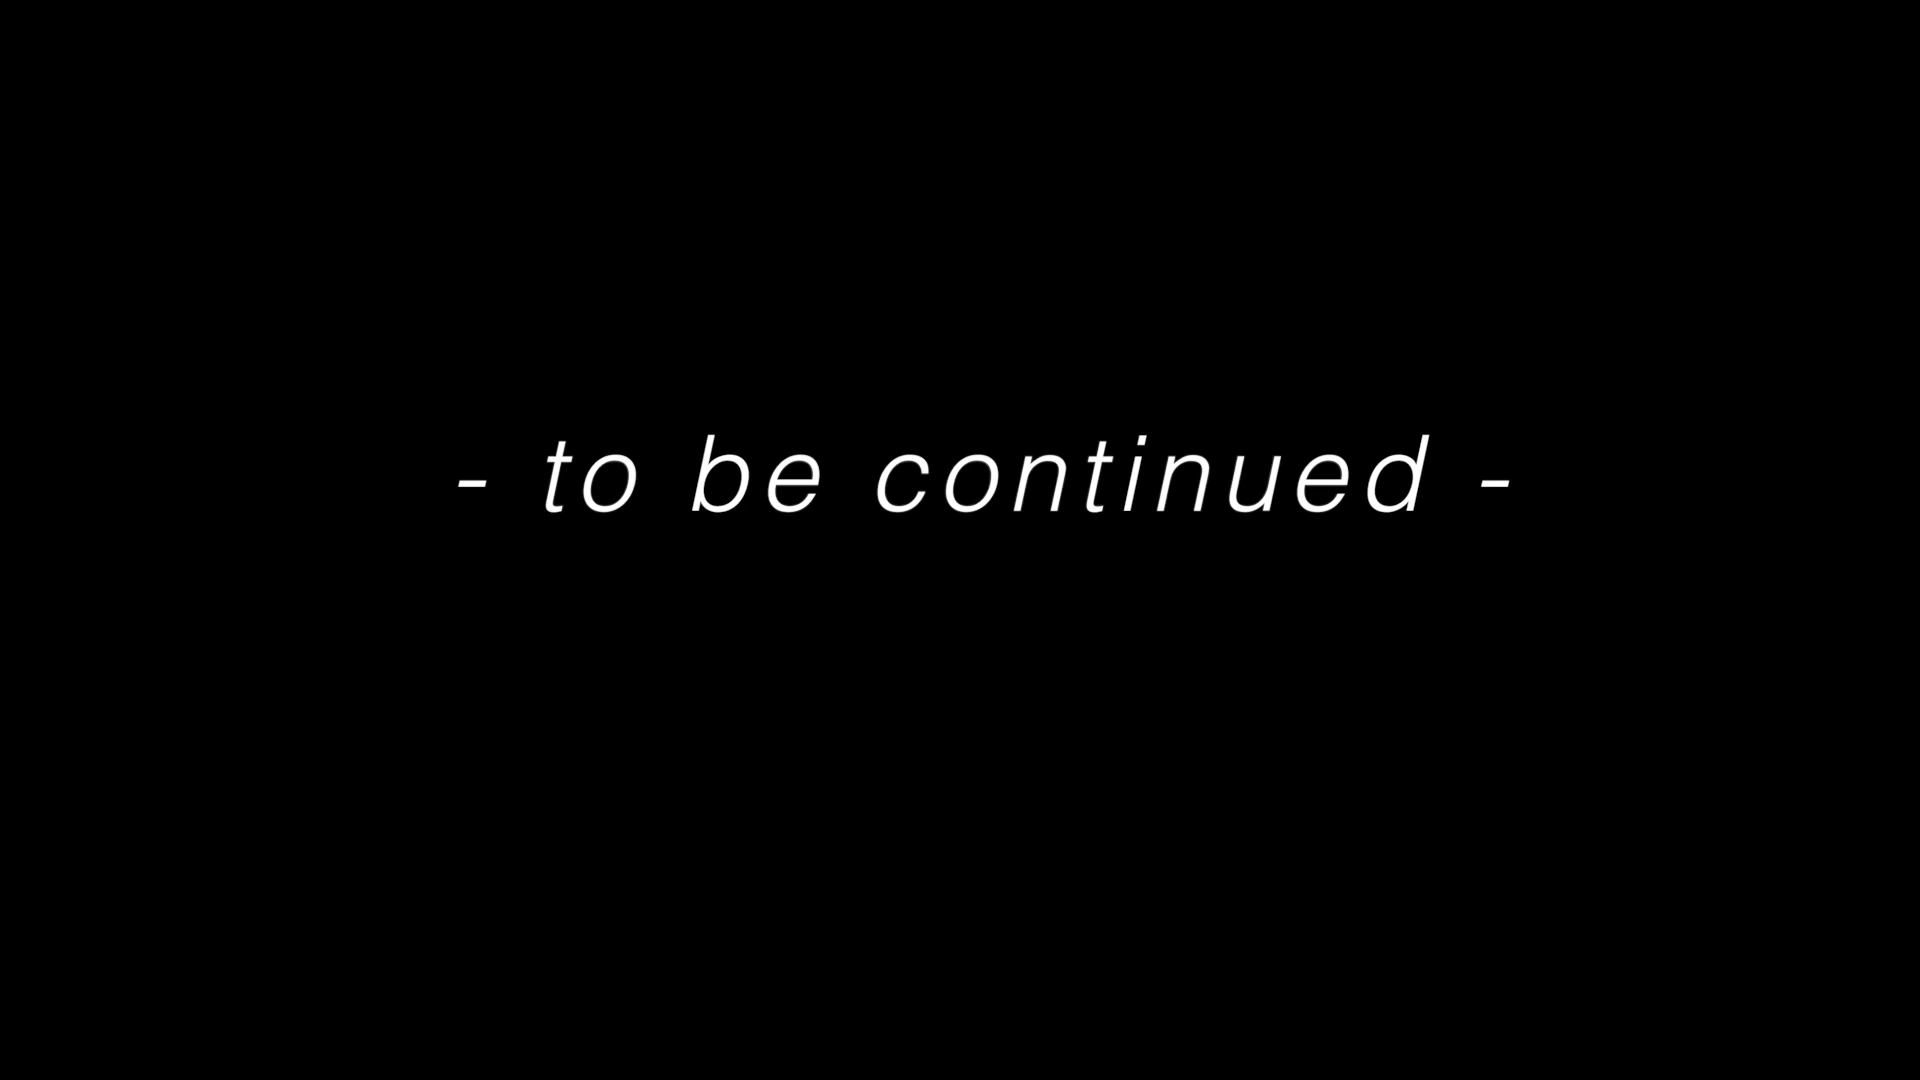 - to be continued -